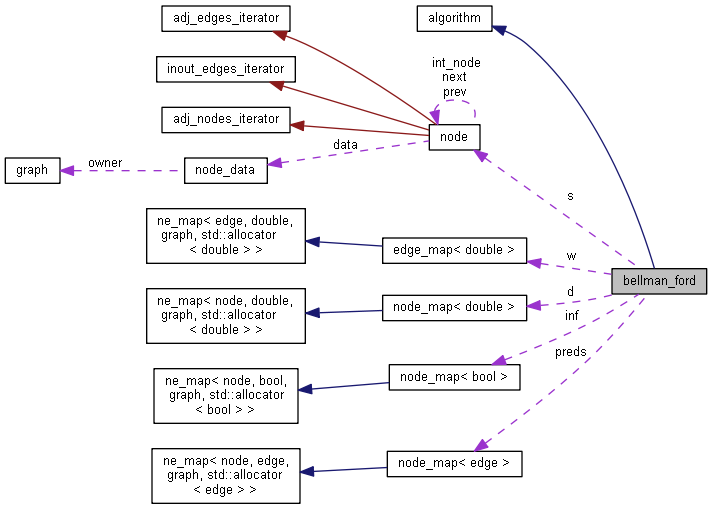 adj_edges_iterator
algorithm
inout_edges_iterator
int_node
next
prev
adj_nodes_iterator
node
data
graph
owner
node_data
s
ne_map< edge, double,
graph, std::allocator
< double > >
edge_map< double >
w
bellman_ford
ne_map< node, double,
graph, std::allocator
< double > >
node_map< double >
d
inf
preds
ne_map< node, bool,
graph, std::allocator
< bool > >
node_map< bool >
ne_map< node, edge,
graph, std::allocator
< edge > >
node_map< edge >